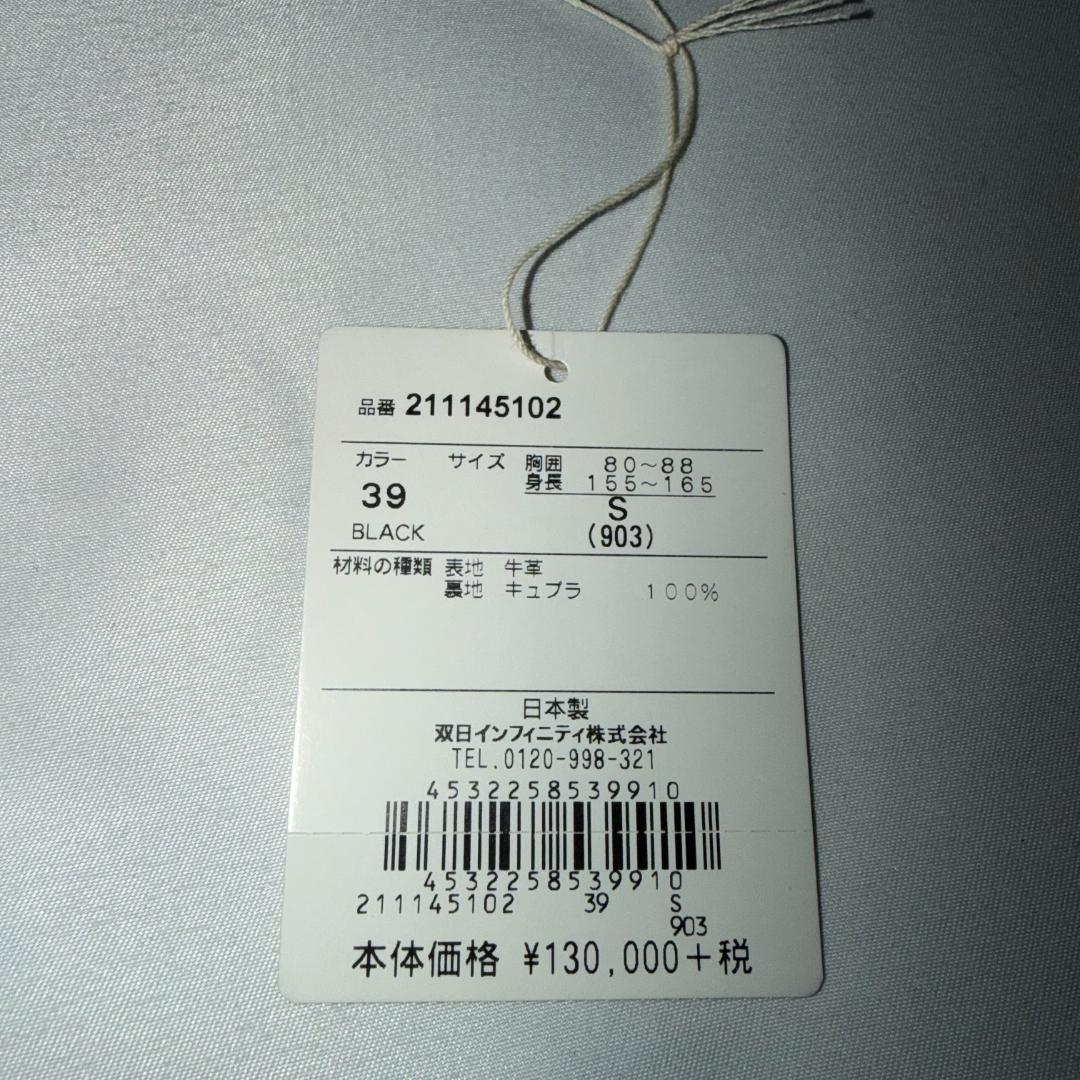 品番 211145102
カラー サイズ 胸囲 80~88
身長 155~165
39 S
BLACK (903)
材料の種類 表地 牛革
裏地 キュプラ 100%
日本製
双日インフィニティ株式会社
TEL.0120-998-321
4532258539910
4532258539910
211145102 39 S
903
本体価格 ¥130,000+税